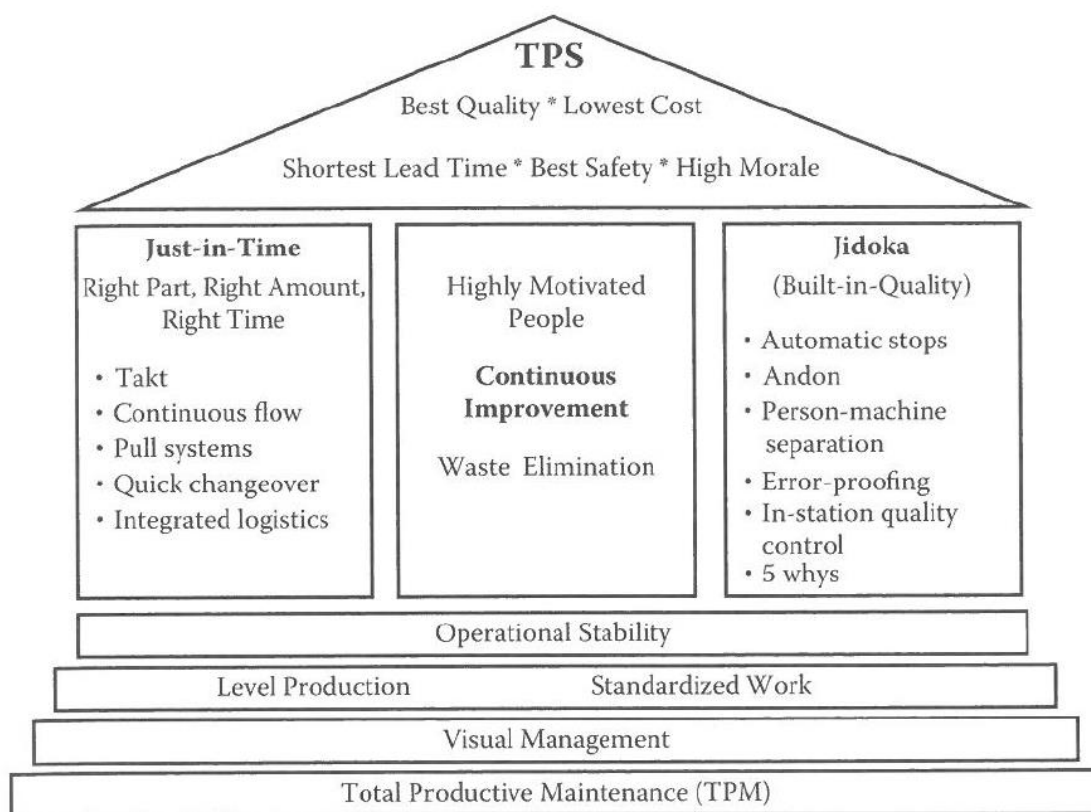 TPS
Best Quality * Lowest Cost
Shortest Lead Time * Best Safety * High Morale
Just-in-Time
Right Part, Right Amount,
Right Time
• Takt
• Continuous flow
• Pull systems
• Quick changeover
• Integrated logistics
Highly Motivated
People
Continuous
Improvement
Waste Elimination
Jidoka
(Built-in-Quality)
• Automatic stops
• Andon
• Person-machine
separation
• Error-proofing
• In-station quality
control
• 5 whys
Operational Stability
Level Production Standardized Work
Visual Management
Total Productive Maintenance (TPM)